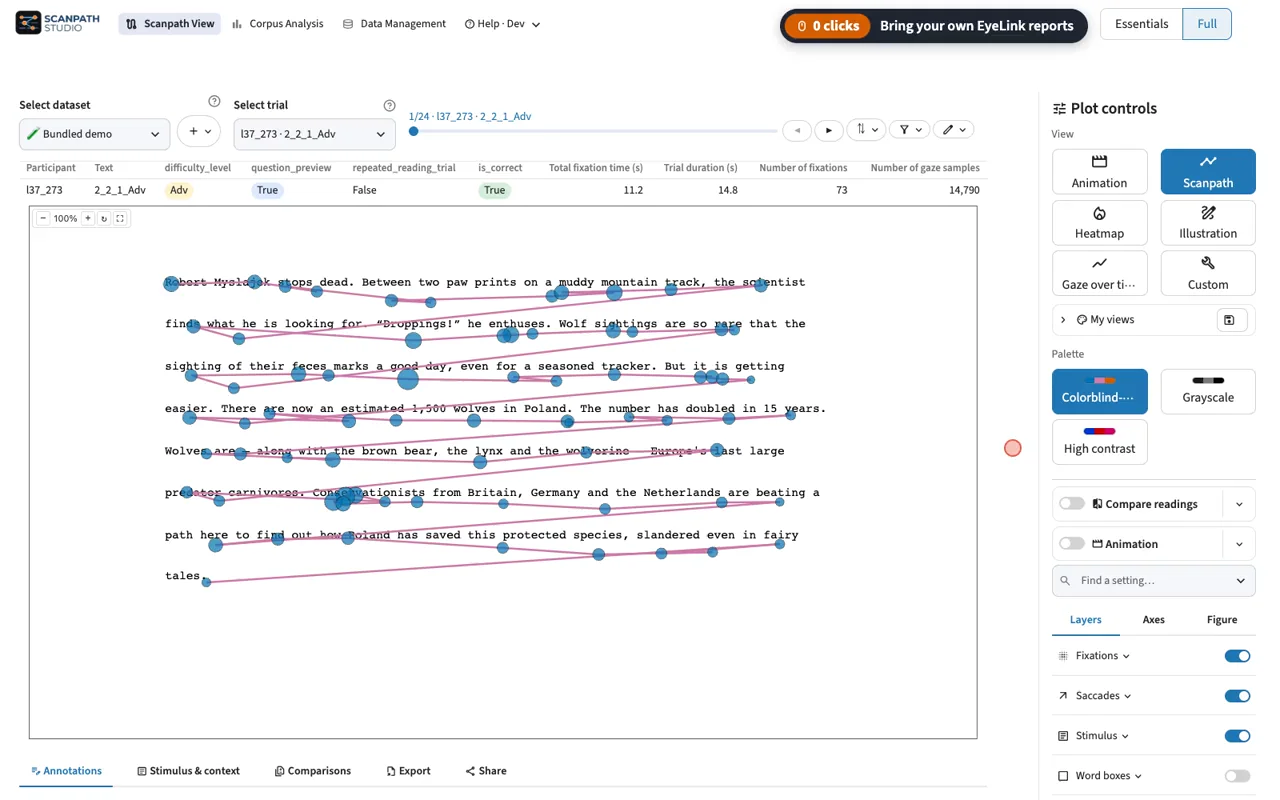 SCANPATH
STUDIO
Scanpath View
Corpus Analysis
Data Management
Help · Dev
0 clicks Bring your own EyeLink reports
Essentials
Full
Select dataset
Bundled demo
+
Select trial
l37_273 · 2_2_1_Adv
1/24 · l37_273 · 2_2_1_Adv
Participant Text difficulty_level question_preview repeated_reading_trial is_correct Total fixation time (s) Trial duration (s) Number of fixations Number of gaze samples
l37_273 2_2_1_Adv Adv True False True 11.2 14.8 73 14,790
− 100% +
Robert Myslajek stops dead. Between two paw prints on a muddy mountain track, the scientist
finds what he is looking for. “Droppings!” he enthuses. Wolf sightings are so rare that the
sighting of their feces marks a good day, even for a seasoned tracker. But it is getting
easier. There are now an estimated 1,500 wolves in Poland. The number has doubled in 15 years.
Wolves are – along with the brown bear, the lynx and the wolverine – Europe's last large
predator carnivores. Conservationists from Britain, Germany and the Netherlands are beating a
path here to find out how Poland has saved this protected species, slandered even in fairy
tales.
Annotations
Stimulus & context
Comparisons
Export
Share
Plot controls
View
Animation
Scanpath
Heatmap
Illustration
Gaze over ti···
Custom
My views
Palette
Colorblind-···
Grayscale
High contrast
Compare readings
Animation
Find a setting…
Layers
Axes
Figure
Fixations
Saccades
Stimulus
Word boxes